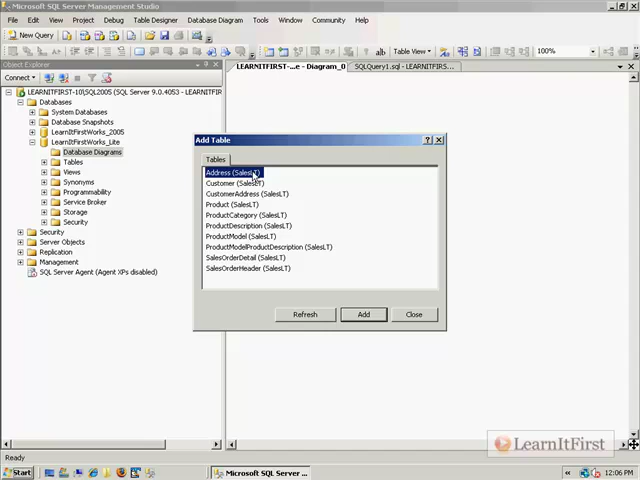 Microsoft SQL Server Management Studio
File Edit View Project Debug Table Designer Database Diagram Tools Window Community Help
New Query
Table View 100%
Object Explorer
LEARNITFIRST-...e - Diagram_0 SQLQuery1.sql - LEARNITFIRS...
Connect
LEARNITFIRST-10\SQL2005 (SQL Server 9.0.4053 - LEARNITFIRST-1
Databases
System Databases
Database Snapshots
LearnItFirstWorks_2005
LearnItFirstWorks_Lite
Database Diagrams
Tables
Views
Synonyms
Programmability
Service Broker
Storage
Security
Security
Server Objects
Replication
Management
SQL Server Agent (Agent XPs disabled)
Add Table
Tables
Address (SalesLT)
Customer (SalesLT)
CustomerAddress (SalesLT)
Product (SalesLT)
ProductCategory (SalesLT)
ProductDescription (SalesLT)
ProductModel (SalesLT)
ProductModelProductDescription (SalesLT)
SalesOrderDetail (SalesLT)
SalesOrderHeader (SalesLT)
Refresh Add Close
LearnItFirst
Ready
Start Microsoft SQL Server ... 12:06 PM